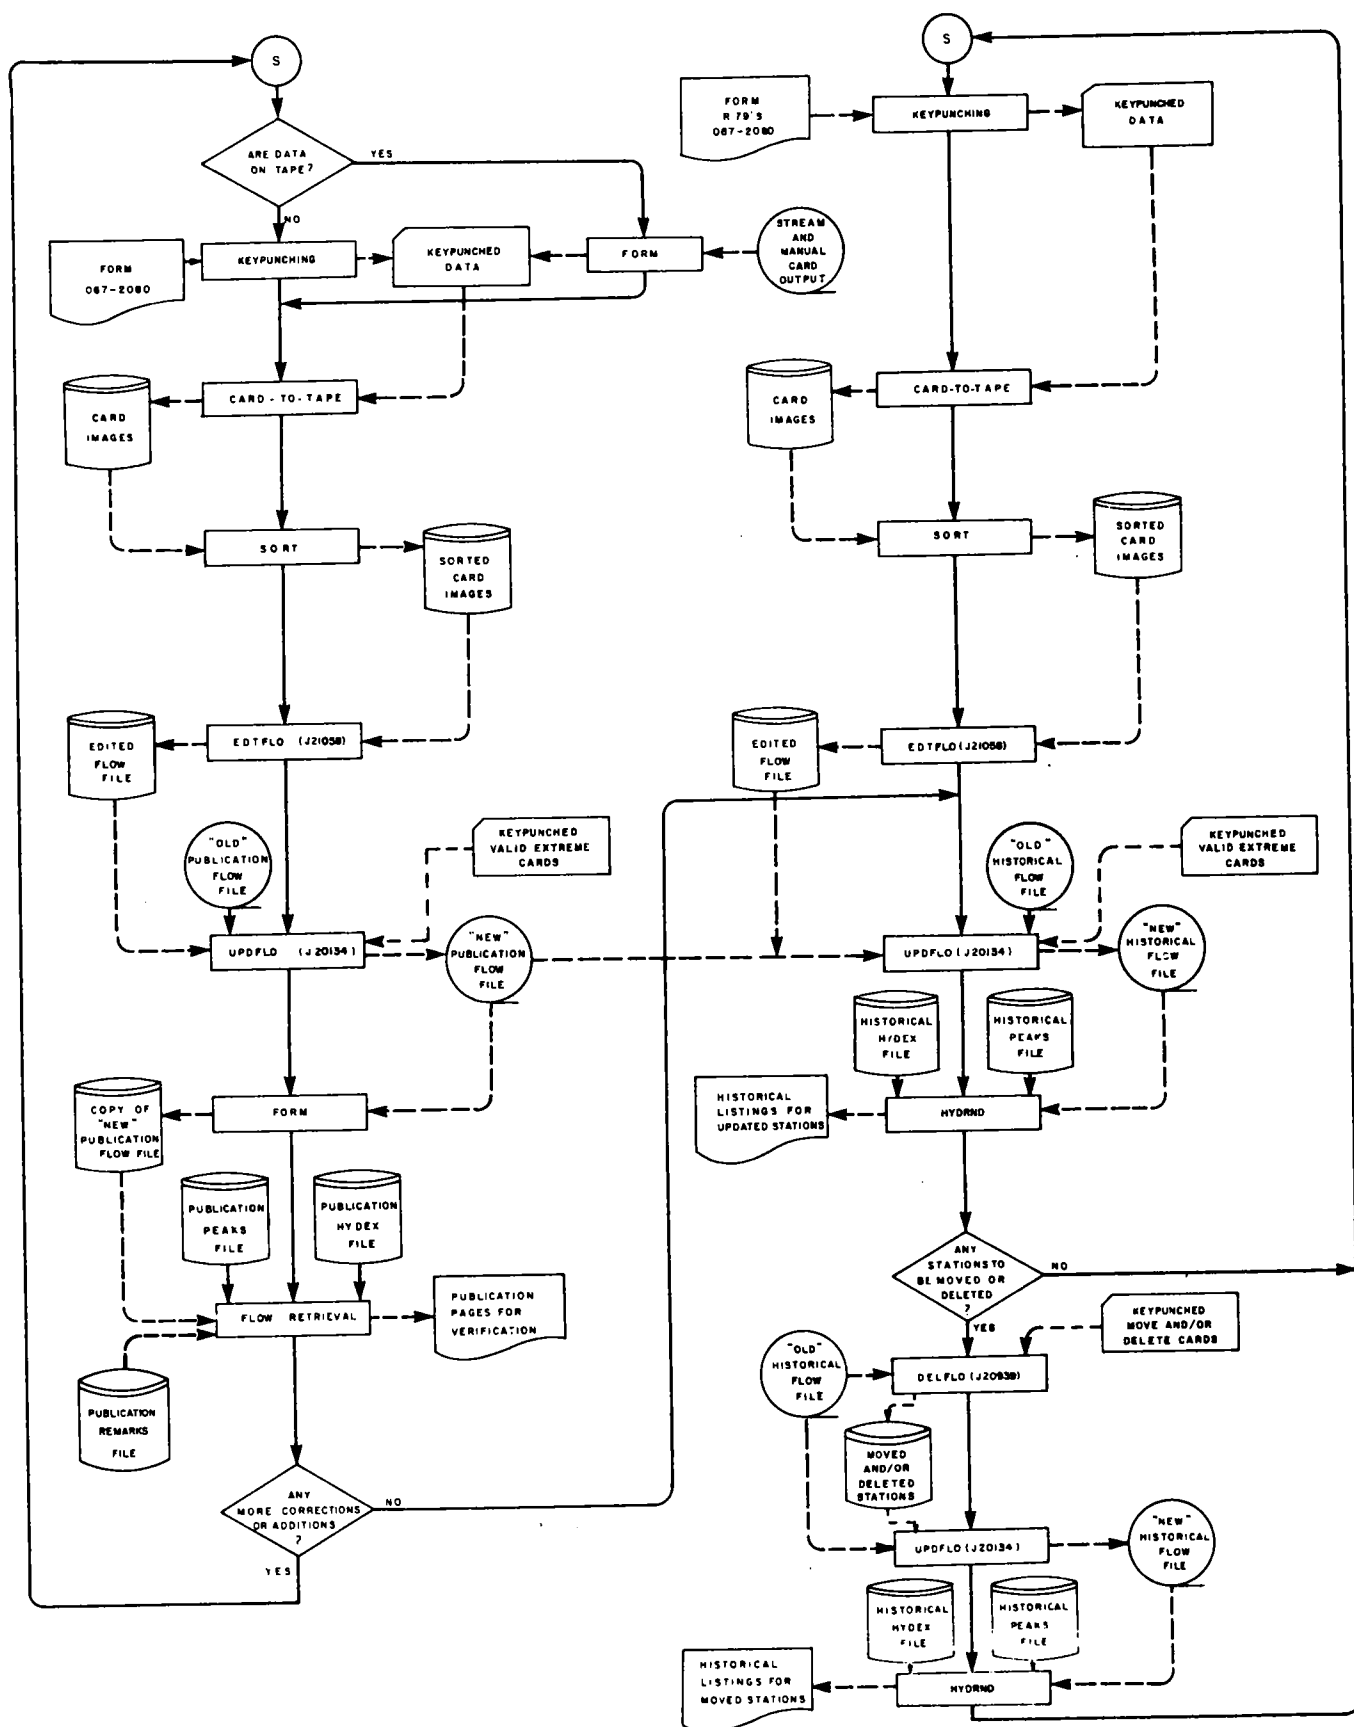 S
ARE DATA
ON TAPE?
YES
NO
FORM
067-2080
KEYPUNCHING
KEYPUNCHED
DATA
FORM
STREAM
AND
MANUAL
CARD
OUTPUT
CARD
IMAGES
CARD-TO-TAPE
SORT
SORTED
CARD
IMAGES
EDITED
FLOW
FILE
EDTFLO (J21058)
"OLD"
PUBLICATION
FLOW
FILE
KEYPUNCHED
VALID EXTREME
CARDS
UPDFLO (J20134)
"NEW"
PUBLICATION
FLOW
FILE
COPY OF
"NEW"
PUBLICATION
FLOW FILE
FORM
PUBLICATION
PEAKS
FILE
PUBLICATION
HYDEX
FILE
FLOW RETRIEVAL
PUBLICATION
PAGES FOR
VERIFICATION
PUBLICATION
REMARKS
FILE
ANY
MORE CORRECTIONS
OR ADDITIONS
?
NO
YES
S
FORM
R 79'S
067-2080
KEYPUNCHING
KEYPUNCHED
DATA
CARD
IMAGES
CARD-TO-TAPE
SORT
SORTED
CARD
IMAGES
EDITED
FLOW
FILE
EDTFLO (J21058)
"OLD"
HISTORICAL
FLOW
FILE
KEYPUNCHED
VALID EXTREME
CARDS
UPDFLO (J20134)
"NEW"
HISTORICAL
FLOW
FILE
HISTORICAL
HYDEX
FILE
HISTORICAL
PEAKS
FILE
HISTORICAL
LISTINGS FOR
UPDATED STATIONS
HYDRND
ANY
STATIONS TO
BE MOVED OR
DELETED
?
NO
YES
KEYPUNCHED
MOVE AND/OR
DELETE CARDS
"OLD"
HISTORICAL
FLOW
FILE
DELFLO (J20939)
MOVED
AND/OR
DELETED
STATIONS
UPDFLO (J20134)
"NEW"
HISTORICAL
FLOW
FILE
HISTORICAL
HYDEX
FILE
HISTORICAL
PEAKS
FILE
HISTORICAL
LISTINGS FOR
MOVED STATIONS
HYDRND